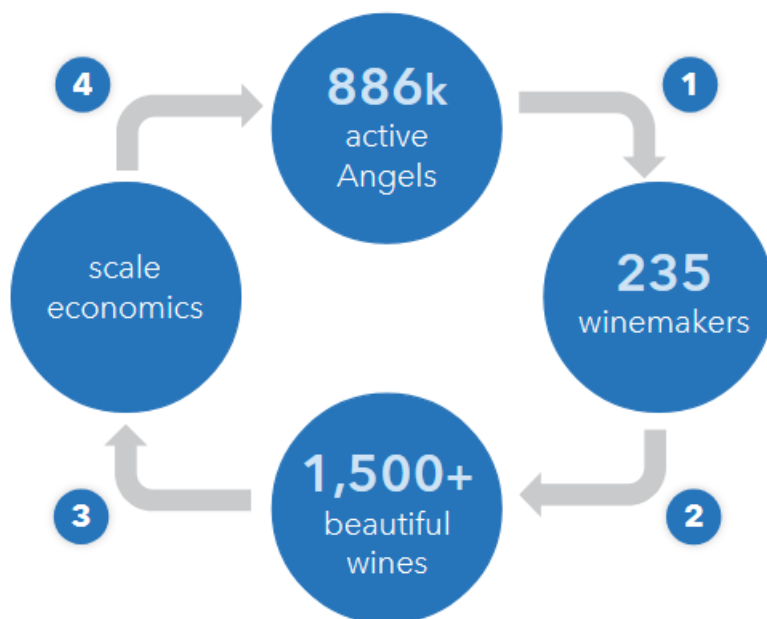 4
886k
active
Angels
1
scale
economics
235
winemakers
1,500+
beautiful
wines
3
2